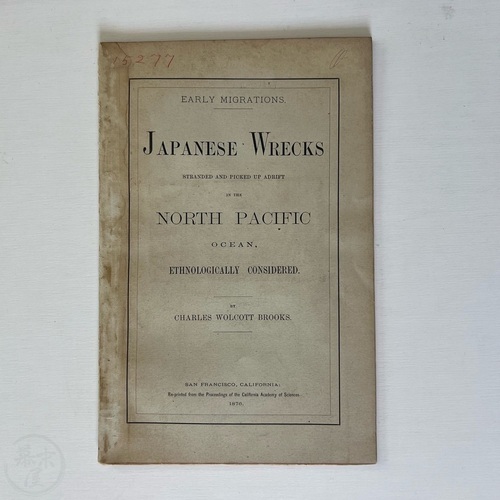 5277
EARLY MIGRATIONS.
JAPANESE WRECKS
STRANDED AND PICKED UP ADRIFT
IN THE
NORTH PACIFIC
OCEAN,
ETHNOLOGICALLY CONSIDERED.
BY
CHARLES WOLCOTT BROOKS.
SAN FRANCISCO, CALIFORNIA:
Reprinted from the Proceedings of the California Academy of Sciences.
1876.